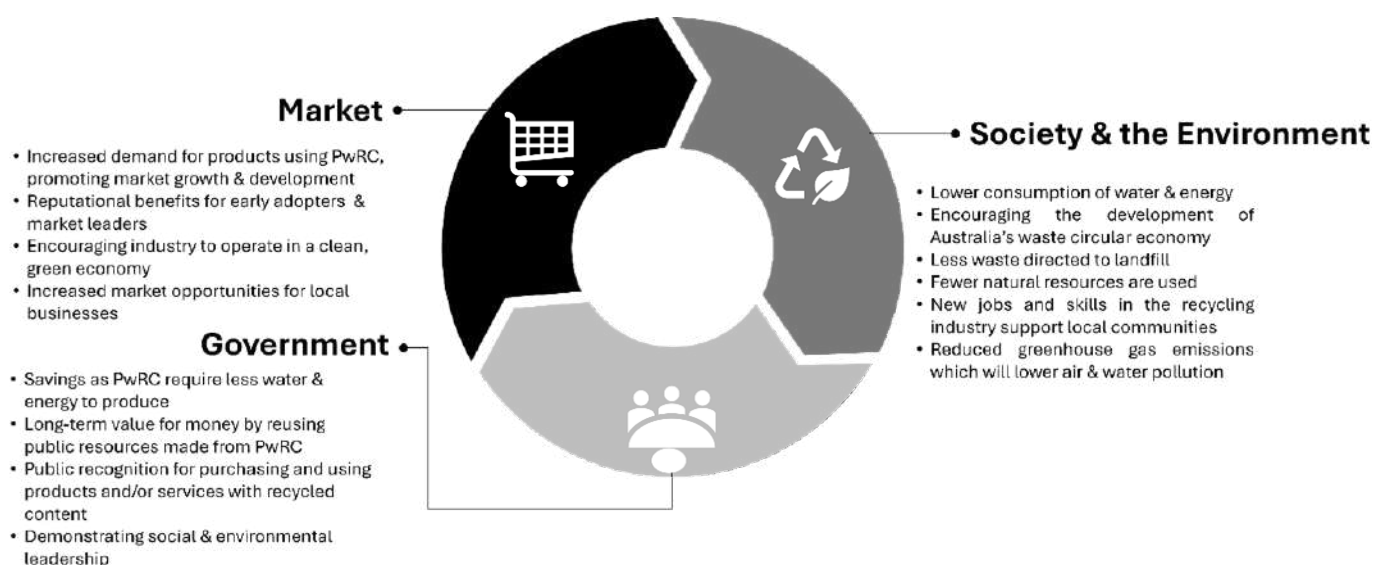 Market
• Increased demand for products using PwRC,
promoting market growth & development
• Reputational benefits for early adopters &
market leaders
• Encouraging industry to operate in a clean,
green economy
• Increased market opportunities for local
businesses
Government
• Savings as PwRC require less water &
energy to produce
• Long-term value for money by reusing
public resources made from PwRC
• Public recognition for purchasing and using
products and/or services with recycled
content
• Demonstrating social & environmental
leadership
Society & the Environment
• Lower consumption of water & energy
• Encouraging the development of
Australia's waste circular economy
• Less waste directed to landfill
• Fewer natural resources are used
• New jobs and skills in the recycling
industry support local communities
• Reduced greenhouse gas emissions
which will lower air & water pollution